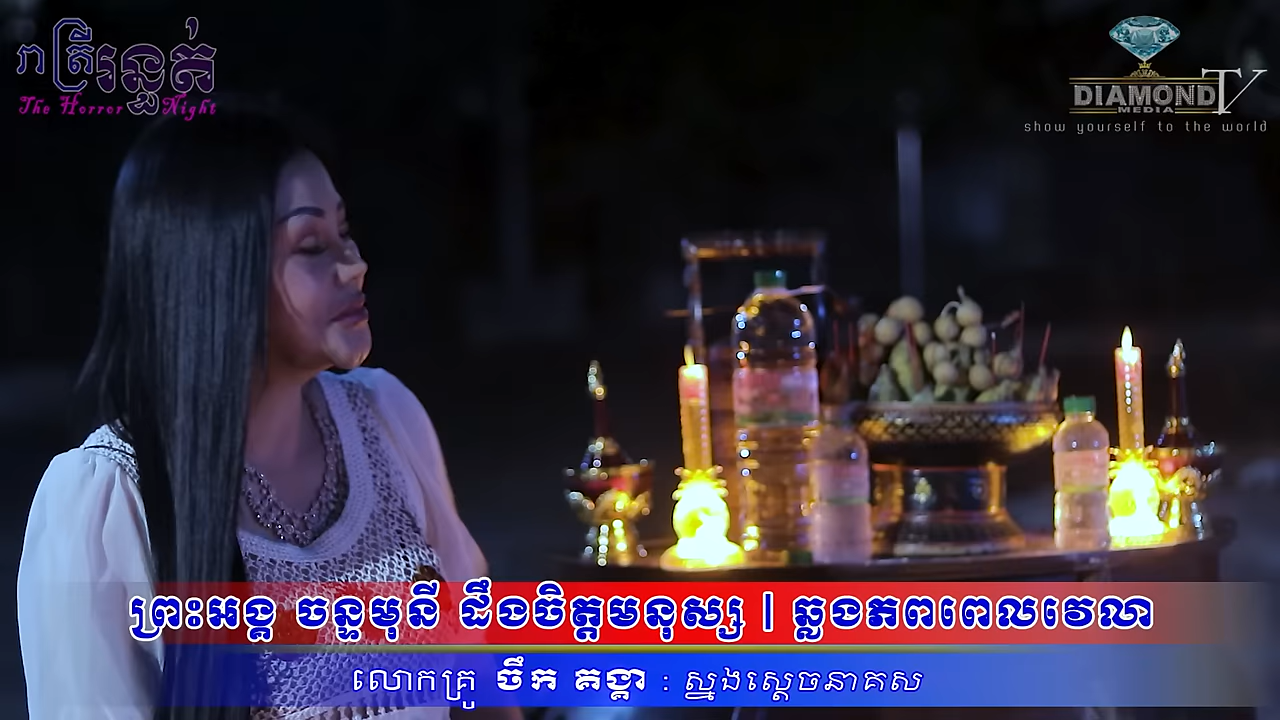 រាត្រីរន្ធត់
The Horror Night
DIAMOND TV
MEDIA
show yourself to the world
ព្រះអង្គ ចន្ទមុនី ដឹងចិត្តមនុស្ស | ឆ្លងភពពេលវេលា
លោកគ្រូ ចឹក គង្គា : ស្នងស្តេចនាគស